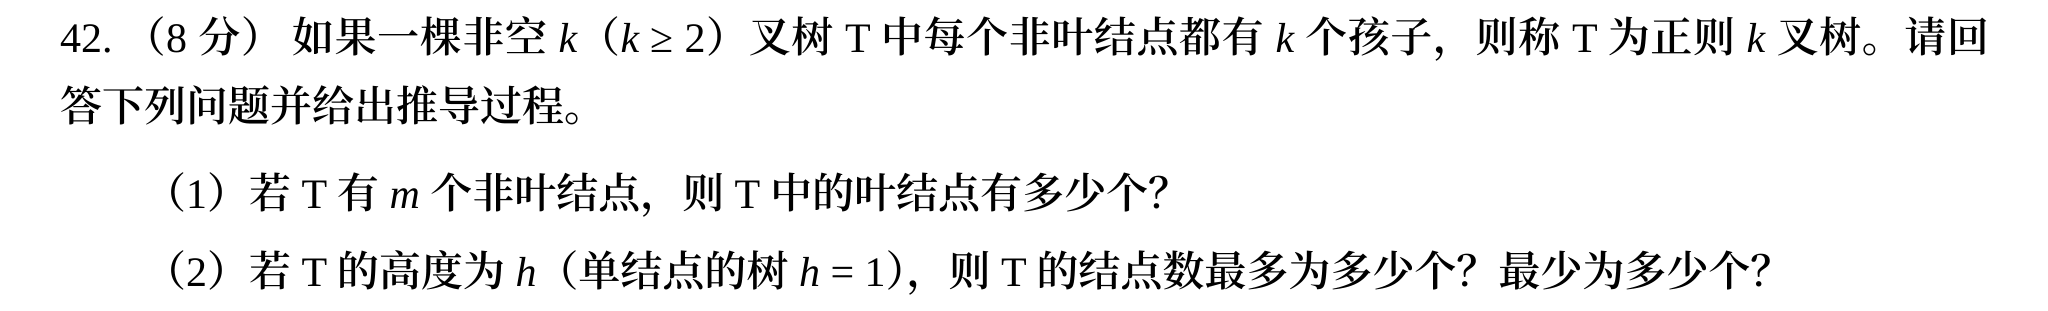 42. （8 分） 如果一棵非空 k（k ≥ 2）叉树 T 中每个非叶结点都有 k 个孩子，则称 T 为正则 k 叉树。请回
答下列问题并给出推导过程。
（1）若 T 有 m 个非叶结点，则 T 中的叶结点有多少个？
（2）若 T 的高度为 h（单结点的树 h = 1），则 T 的结点数最多为多少个？最少为多少个？